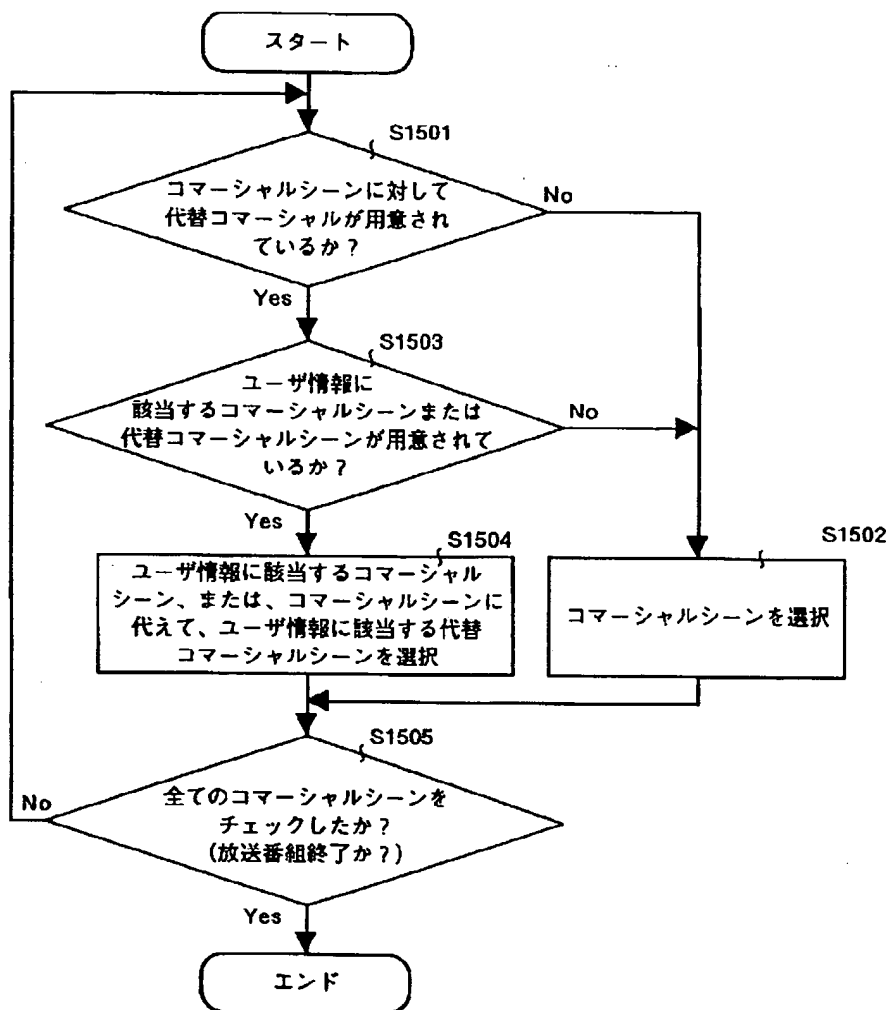 スタート
S1501
コマーシャルシーンに対して
代替コマーシャルが用意され
ているか?
No
Yes
S1503
ユーザ情報に
該当するコマーシャルシーンまたは
代替コマーシャルシーンが用意されて
いるか?
No
Yes
S1504
ユーザ情報に該当するコマーシャル
シーン、または、コマーシャルシーンに
代えて、ユーザ情報に該当する代替
コマーシャルシーンを選択
S1502
コマーシャルシーンを選択
S1505
全てのコマーシャルシーンを
チェックしたか?
(放送番組終了か?)
No
Yes
エンド